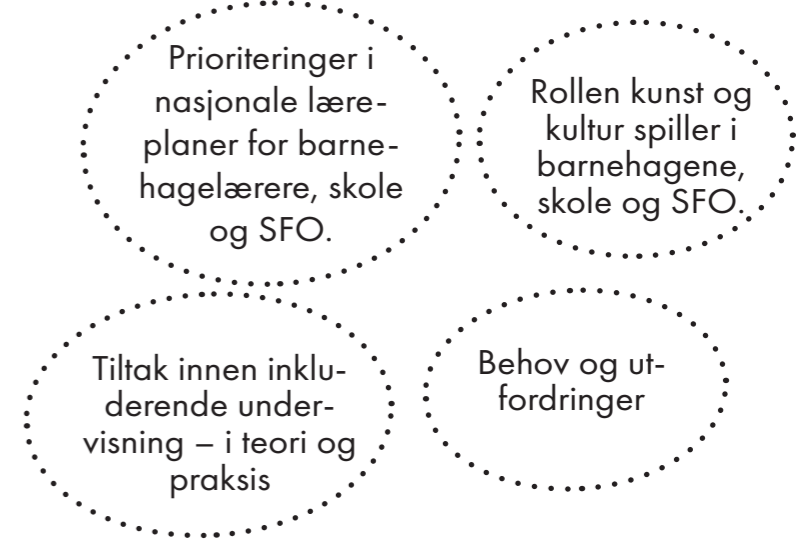 Prioriteringer i
nasjonale lære-
planer for barne-
hagelærere, skole
og SFO.
Rollen kunst og
kultur spiller i
barnehagene,
skole og SFO.
Tiltak innen inklu-
derende under-
visning – i teori og
praksis
Behov og ut-
fordringer